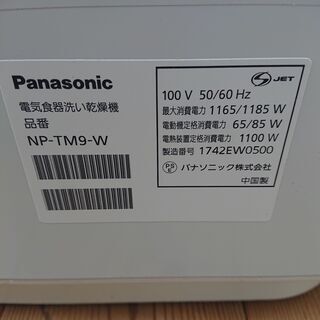 Panasonic
電気食器洗い乾燥機
品番
NP-TM9-W
S JET
100 V 50/60 Hz
最大消費電力 1165/1185 W
電動機定格消費電力 65/85 W
電熱装置定格消費電力 1100 W
製造番号 1742EW0500
PS E パナソニック株式会社
中国製